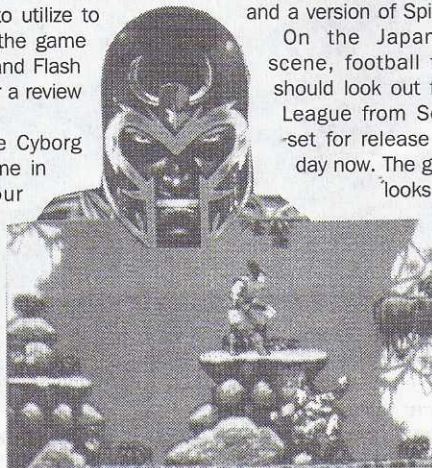 to utilize to
the game
and Flash
r a review
e Cyborg
me in
our
and a version of Spi
On the Japan
scene, football
should look out
League from Se
set for release
day now. The g
looks